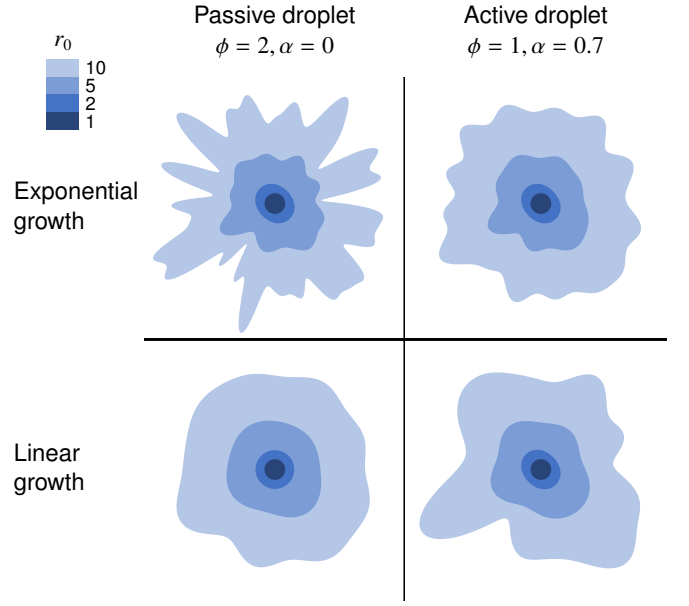 Passive droplet
ϕ = 2, α = 0
Active droplet
ϕ = 1, α = 0.7
r₀
10
5
2
1
Exponential
growth
Linear
growth